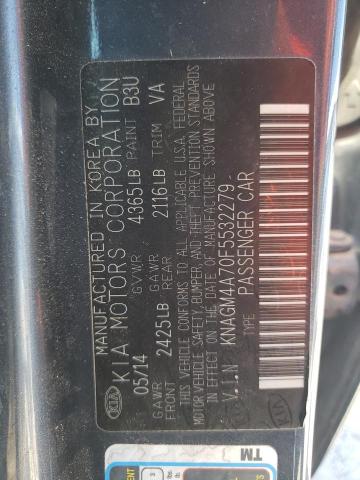 MANUFACTURED IN KOREA BY
KIA MOTORS CORPORATION
05/14 GVWR 4365LB PAINT B3U
GAWR FRONT 2425LB GAWR REAR 2116LB TRIM VA
THIS VEHICLE CONFORMS TO ALL APPLICABLE U.S.A. FEDERAL
MOTOR VEHICLE SAFETY, BUMPER AND THEFT PREVENTION STANDARDS
IN EFFECT ON THE DATE OF MANUFACTURE SHOWN ABOVE
V.I.N KNAGM4A70F5532279
TYPE PASSENGER CAR
KIA
TM